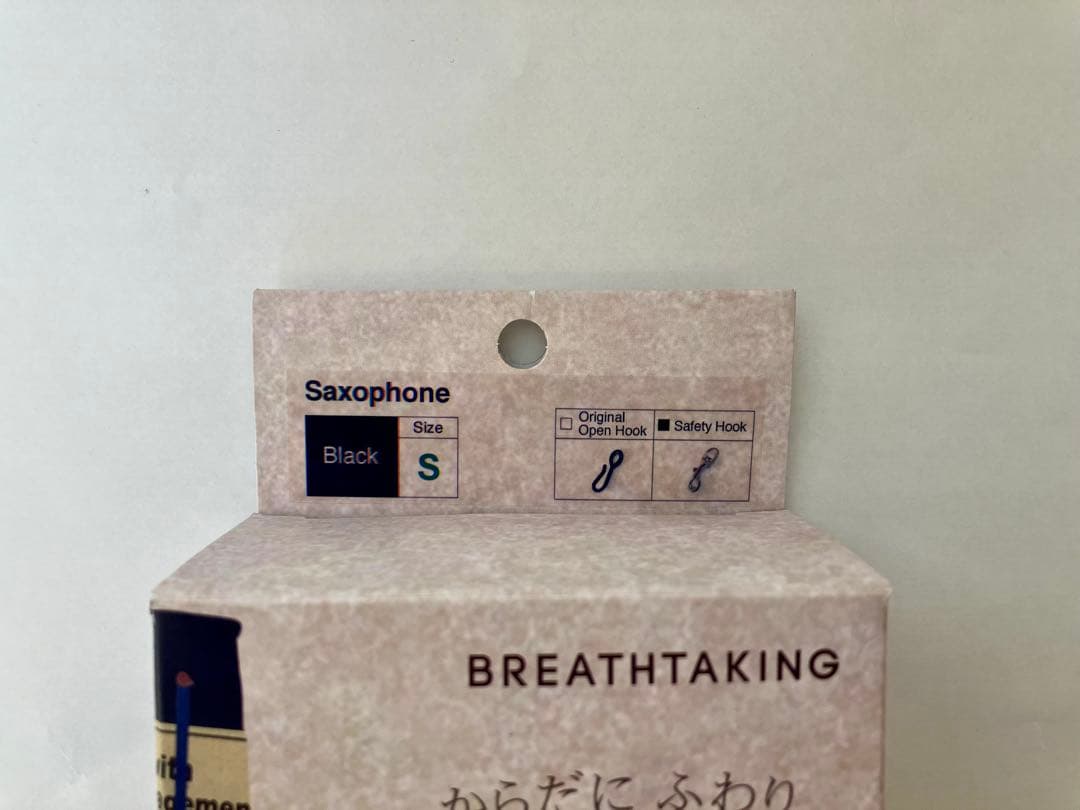 Saxophone
Black
Size
S
□ Original
Open Hook
■ Safety Hook
BREATHTAKING
からだに ふわり